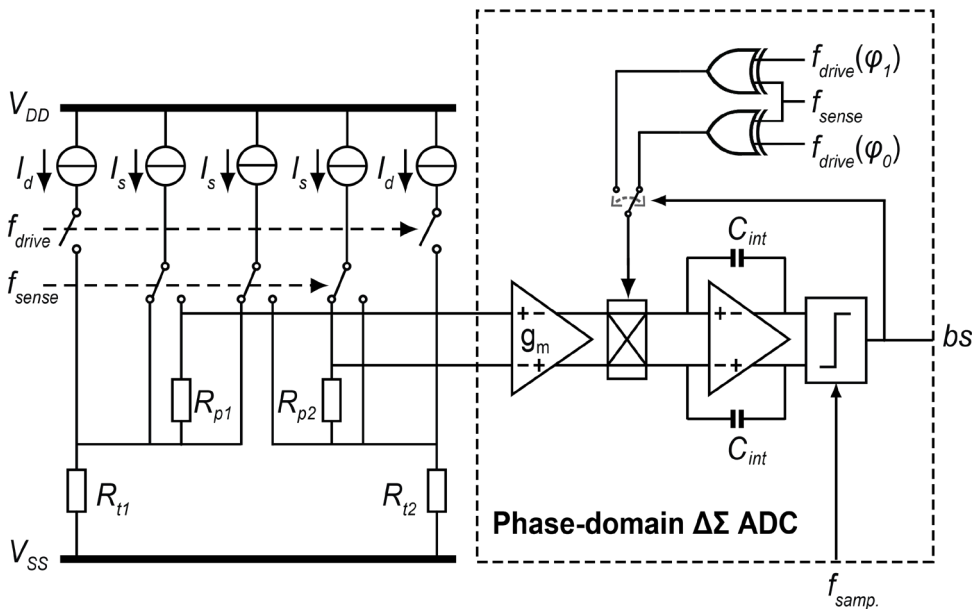 f_drive(φ_1)
f_sense
f_drive(φ_0)
V_DD
I_d
I_s
I_s
I_s
I_d
f_drive
f_sense
C_int
+ −
− +
g_m
+ −
− +
bs
R_p1
R_p2
C_int
R_t1
R_t2
Phase-domain ΔΣ ADC
V_SS
f_samp.